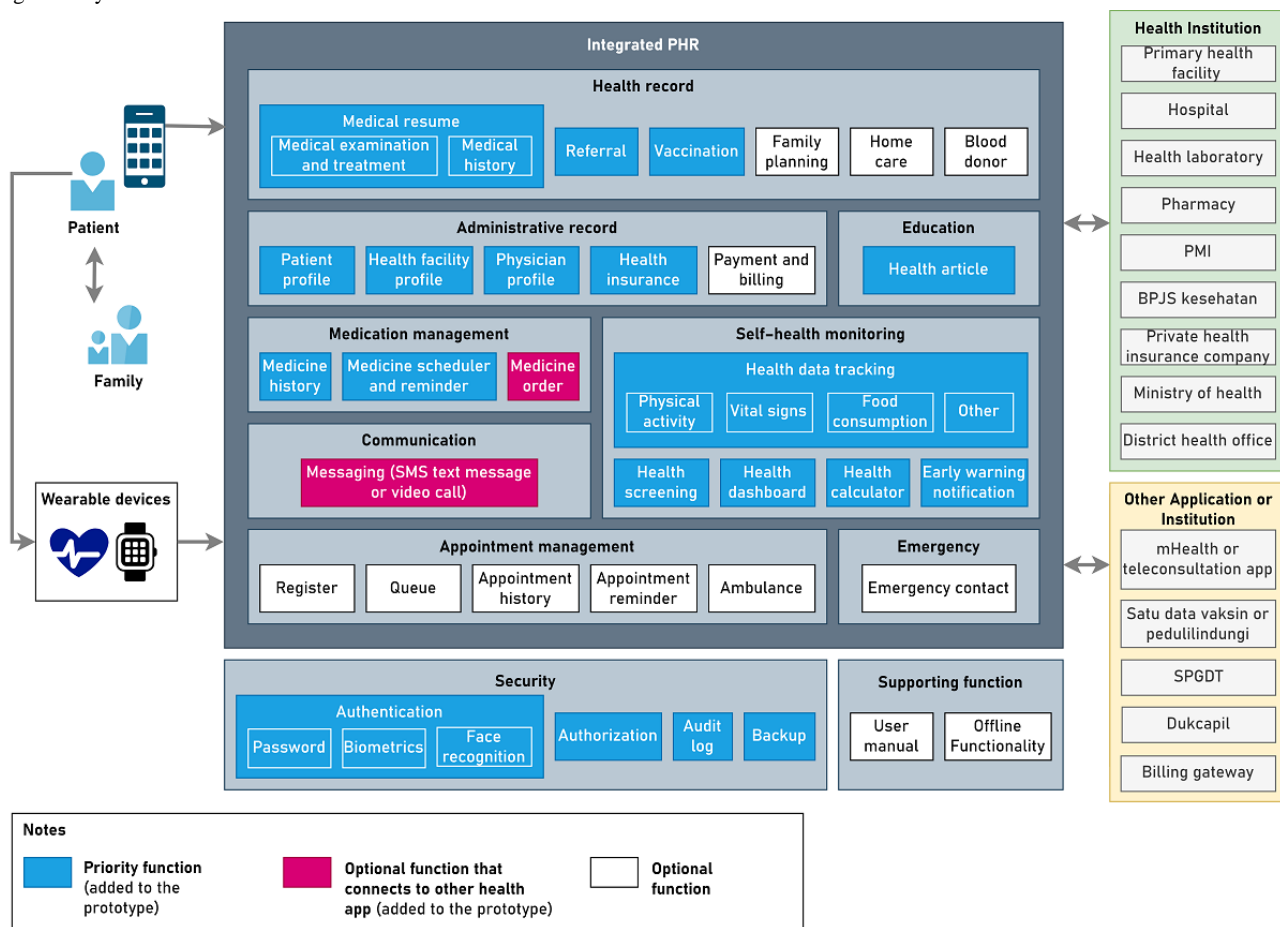 Integrated PHR
Health record
Medical resume
Medical examination
and treatment
Medical
history
Referral
Vaccination
Family
planning
Home
care
Blood
donor
Patient
Family
Administrative record
Patient
profile
Health facility
profile
Physician
profile
Health
insurance
Payment and
billing
Education
Health article
Medication management
Medicine
history
Medicine scheduler
and reminder
Medicine
order
Self-health monitoring
Health data tracking
Physical
activity
Vital signs
Food
consumption
Other
Health
screening
Health
dashboard
Health
calculator
Early warning
notification
Communication
Messaging (SMS text message
or video call)
Wearable devices
Appointment management
Register
Queue
Appointment
history
Appointment
reminder
Ambulance
Emergency
Emergency contact
Security
Authentication
Password
Biometrics
Face
recognition
Authorization
Audit
log
Backup
Supporting function
User
manual
Offline
Functionality
Health Institution
Primary health
facility
Hospital
Health laboratory
Pharmacy
PMI
BPJS kesehatan
Private health
insurance company
Ministry of health
District health office
Other Application or
Institution
mHealth or
teleconsultation app
Satu data vaksin or
pedulilindungi
SPGDT
Dukcapil
Billing gateway
Notes
Priority function
(added to the
prototype)
Optional function that
connects to other health
app (added to the prototype)
Optional
function